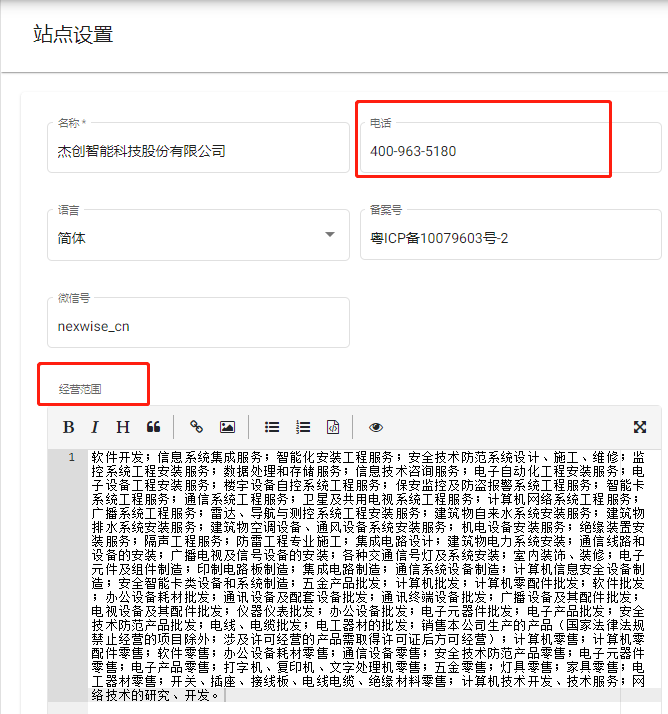 站点设置
名称 *
杰创智能科技股份有限公司
电话
400-963-5180
语言
简体
备案号
粤ICP备10079603号-2
微信号
nexwise_cn
经营范围
B I H
1
软件开发；信息系统集成服务；智能化安装工程服务；安全技术防范系统设计、施工、维修；监
控系统工程安装服务；数据处理和存储服务；信息技术咨询服务；电子自动化工程安装服务；电
子设备工程安装服务；楼宇设备自控系统工程服务；保安监控及防盗报警系统工程服务；智能卡
系统工程服务；通信系统工程服务；卫星及共用电视系统工程服务；计算机网络系统工程服务；
广播系统工程服务；雷达、导航与测控系统工程安装服务；建筑物自来水系统安装服务；建筑物
排水系统安装服务；建筑物空调设备、通风设备系统安装服务；机电设备安装服务；绝缘装置安
装服务；隔声工程服务；防雷工程专业施工；集成电路设计；建筑物电力系统安装；通信线路和
设备的安装；广播电视及信号设备的安装；各种交通信号灯及系统安装；室内装饰、装修；电子
元件及组件制造；印制电路板制造；集成电路制造；通信系统设备制造；计算机信息安全设备制
造；安全智能卡类设备和系统制造；五金产品批发；计算机批发；计算机零配件批发；软件批发
；办公设备耗材批发；通讯设备及配套设备批发；通讯终端设备批发；广播设备及其配件批发；
电视设备及其配件批发；仪器仪表批发；办公设备批发；电子元器件批发；电子产品批发；安全
技术防范产品批发；电线、电缆批发；电工器材的批发；销售本公司生产的产品（国家法律法规
禁止经营的项目除外；涉及许可经营的产品需取得许可证后方可经营）；计算机零售；计算机零
配件零售；软件零售；办公设备耗材零售；通信设备零售；安全技术防范产品零售；电子元器件
零售；电子产品零售；打字机、复印机、文字处理机零售；五金零售；灯具零售；家具零售；电
工器材零售；开关、插座、接线板、电线电缆、绝缘材料零售；计算机技术开发、技术服务；网
络技术的研究、开发。